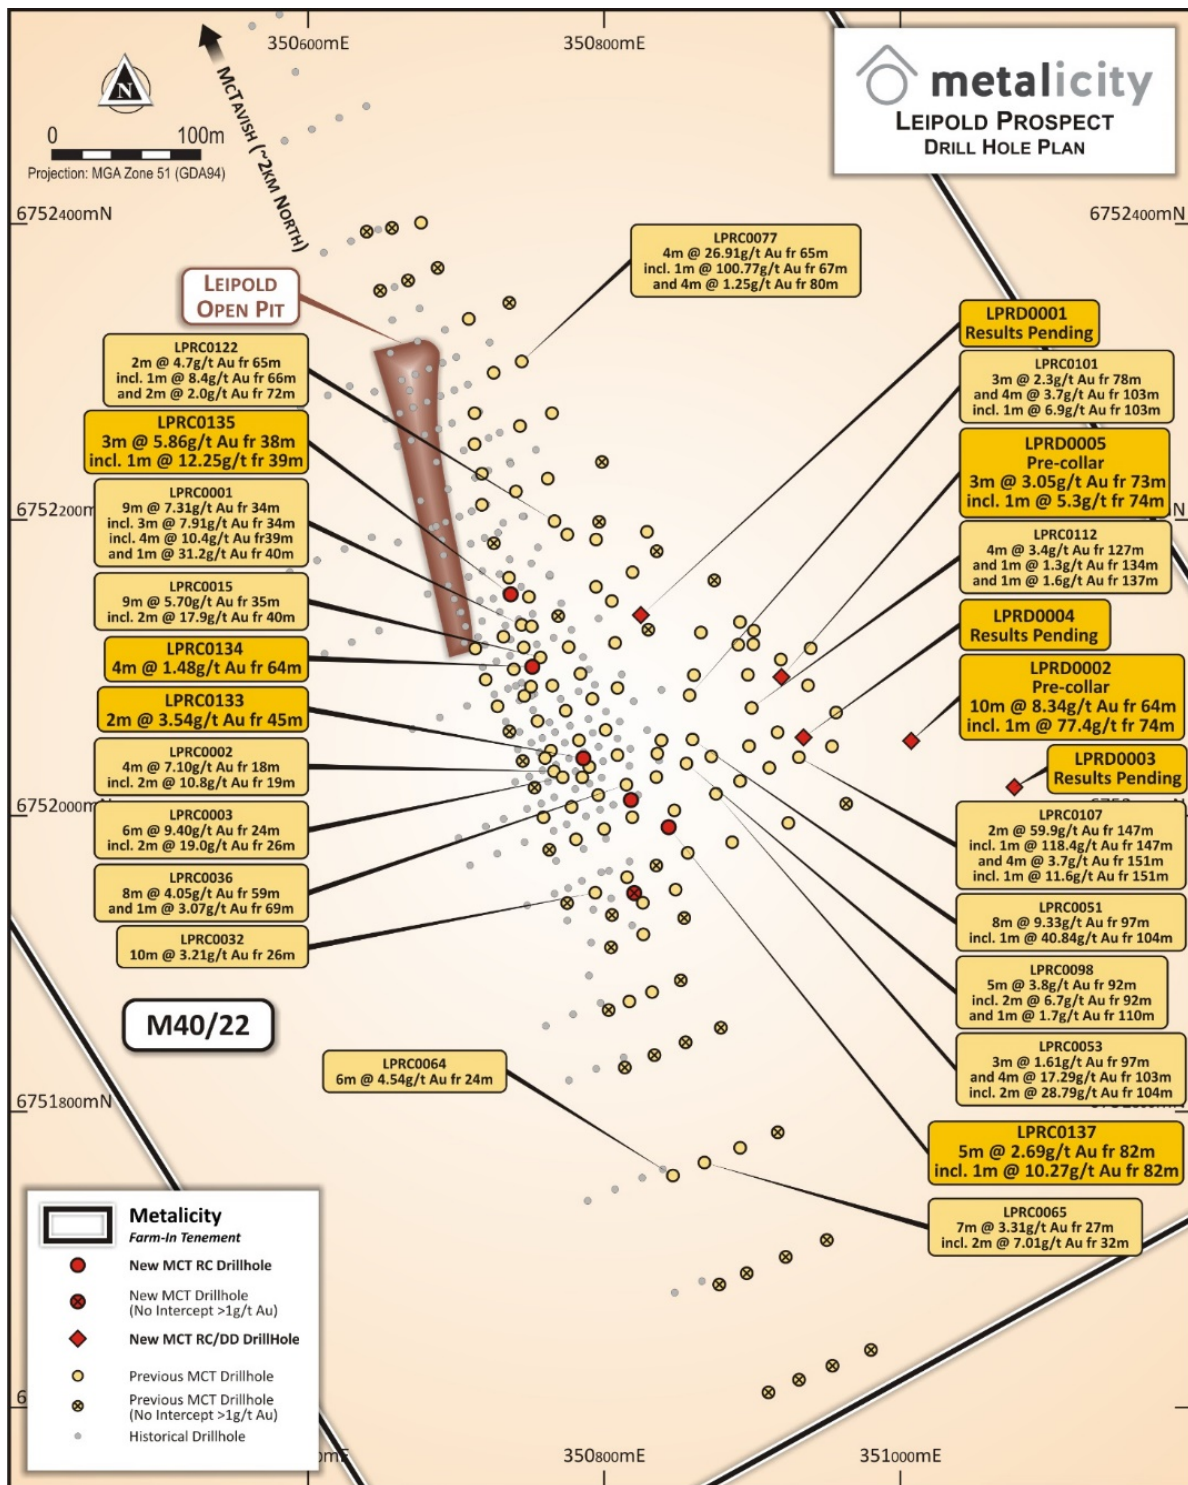 350600mE
350800mE
metalicity
LEIPOLD PROSPECT
DRILL HOLE PLAN
N
0 100m
Projection: MGA Zone 51 (GDA94)
McTAVISH (~2KM NORTH)
6752400mN
6752400mN
LEIPOLD
OPEN PIT
LPRC0077
4m @ 26.91g/t Au fr 65m
incl. 1m @ 100.77g/t Au fr 67m
and 4m @ 1.25g/t Au fr 80m
LPRC0122
2m @ 4.7g/t Au fr 65m
incl. 1m @ 8.4g/t Au fr 66m
and 2m @ 2.0g/t Au fr 72m
LPRC0135
3m @ 5.86g/t Au fr 38m
incl. 1m @ 12.25g/t fr 39m
LPRC0001
9m @ 7.31g/t Au fr 34m
incl. 3m @ 7.91g/t Au fr 34m
incl. 4m @ 10.4g/t Au fr39m
and 1m @ 31.2g/t Au fr 40m
LPRC0015
9m @ 5.70g/t Au fr 35m
incl. 2m @ 17.9g/t Au fr 40m
LPRC0134
4m @ 1.48g/t Au fr 64m
LPRC0133
2m @ 3.54g/t Au fr 45m
LPRC0002
4m @ 7.10g/t Au fr 18m
incl. 2m @ 10.8g/t Au fr 19m
LPRC0003
6m @ 9.40g/t Au fr 24m
incl. 2m @ 19.0g/t Au fr 26m
LPRC0036
8m @ 4.05g/t Au fr 59m
and 1m @ 3.07g/t Au fr 69m
LPRC0032
10m @ 3.21g/t Au fr 26m
LPRD0001
Results Pending
LPRC0101
3m @ 2.3g/t Au fr 78m
and 4m @ 3.7g/t Au fr 103m
incl. 1m @ 6.9g/t Au fr 103m
LPRD0005
Pre-collar
3m @ 3.05g/t Au fr 73m
incl. 1m @ 5.3g/t fr 74m
LPRC0112
4m @ 3.4g/t Au fr 127m
and 1m @ 1.3g/t Au fr 134m
and 1m @ 1.6g/t Au fr 137m
LPRD0004
Results Pending
LPRD0002
Pre-collar
10m @ 8.34g/t Au fr 64m
incl. 1m @ 77.4g/t fr 74m
LPRD0003
Results Pending
LPRC0107
2m @ 59.9g/t Au fr 147m
incl. 1m @ 118.4g/t Au fr 147m
and 4m @ 3.7g/t Au fr 151m
incl. 1m @ 11.6g/t Au fr 151m
LPRC0051
8m @ 9.33g/t Au fr 97m
incl. 1m @ 40.84g/t Au fr 104m
LPRC0098
5m @ 3.8g/t Au fr 92m
incl. 2m @ 6.7g/t Au fr 92m
and 1m @ 1.7g/t Au fr 110m
LPRC0053
3m @ 1.61g/t Au fr 97m
and 4m @ 17.29g/t Au fr 103m
incl. 2m @ 28.79g/t Au fr 104m
LPRC0137
5m @ 2.69g/t Au fr 82m
incl. 1m @ 10.27g/t Au fr 82m
LPRC0065
7m @ 3.31g/t Au fr 27m
incl. 2m @ 7.01g/t Au fr 32m
LPRC0064
6m @ 4.54g/t Au fr 24m
M40/22
6752000mN
6751800mN
Metalicity
Farm-In Tenement
New MCT RC Drillhole
New MCT Drillhole
(No Intercept >1g/t Au)
New MCT RC/DD DrillHole
Previous MCT Drillhole
Previous MCT Drillhole
(No Intercept >1g/t Au)
Historical Drillhole
350800mE
351000mE